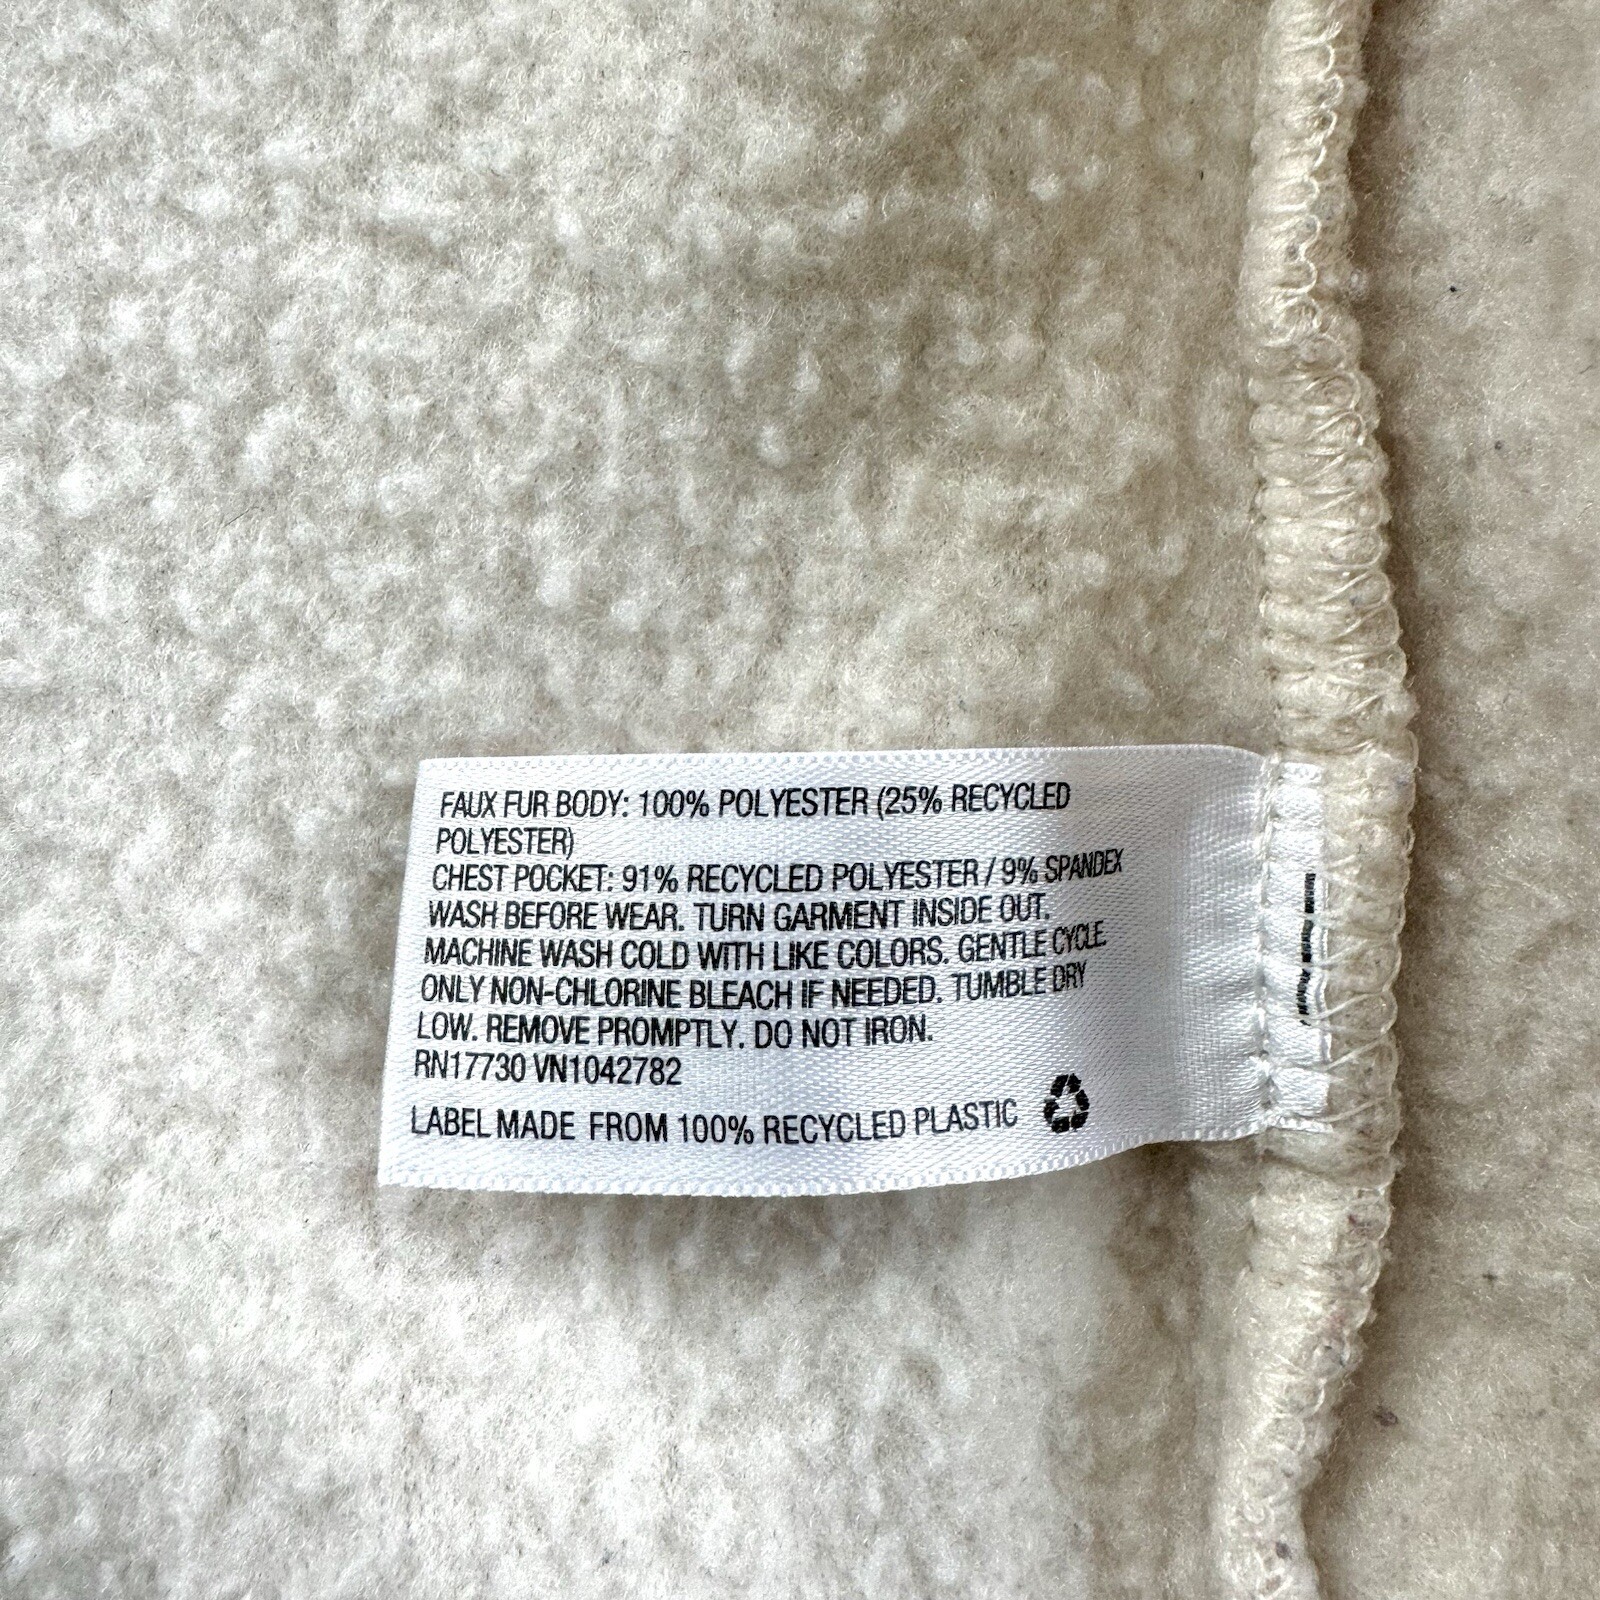 FAUX FUR BODY: 100% POLYESTER (25% RECYCLED
POLYESTER)
CHEST POCKET: 91% RECYCLED POLYESTER / 9% SPANDEX
WASH BEFORE WEAR. TURN GARMENT INSIDE OUT.
MACHINE WASH COLD WITH LIKE COLORS. GENTLE CYCLE.
ONLY NON-CHLORINE BLEACH IF NEEDED. TUMBLE DRY
LOW. REMOVE PROMPTLY. DO NOT IRON.
RN17730 VN1042782
LABEL MADE FROM 100% RECYCLED PLASTIC